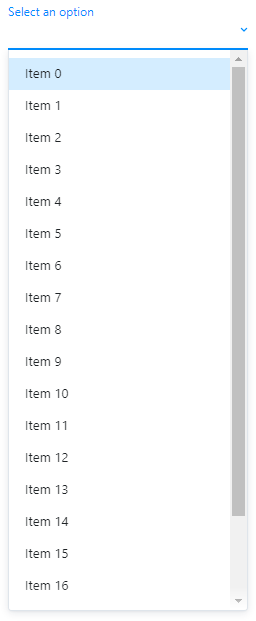 Select an option
Item 0
Item 1
Item 2
Item 3
Item 4
Item 5
Item 6
Item 7
Item 8
Item 9
Item 10
Item 11
Item 12
Item 13
Item 14
Item 15
Item 16